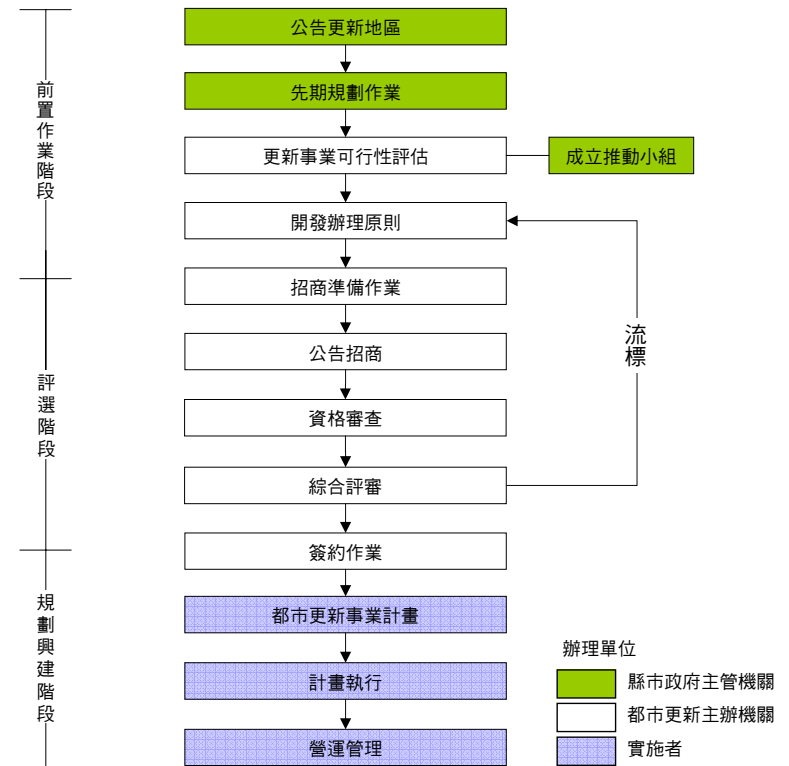 前置作業階段
評選階段
規劃興建階段
公告更新地區
先期規劃作業
更新事業可行性評估
成立推動小組
開發辦理原則
招商準備作業
公告招商
資格審查
綜合評審
流標
簽約作業
都市更新事業計畫
計畫執行
營運管理
辦理單位
縣市政府主管機關
都市更新主辦機關
實施者